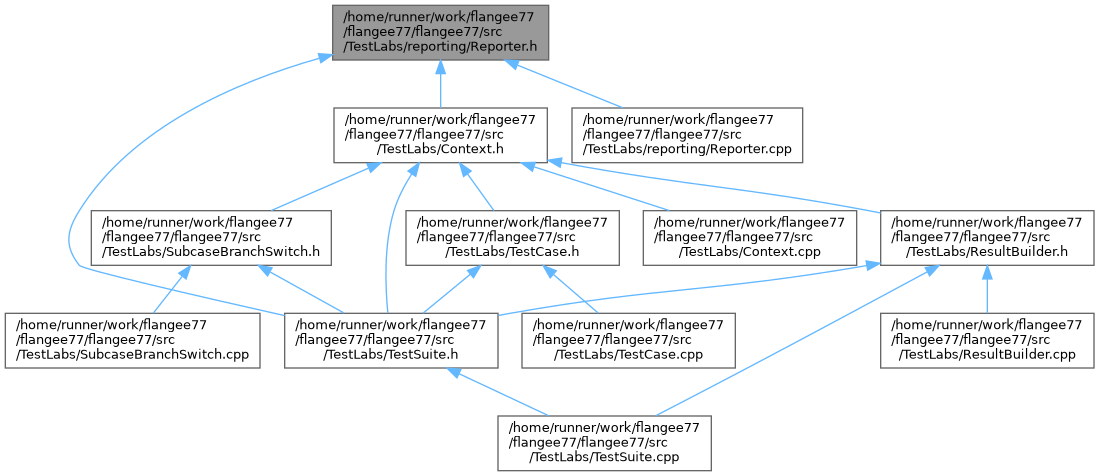 /home/runner/work/flangee77
/flangee77/flangee77/src
/TestLabs/reporting/Reporter.h
/home/runner/work/flangee77
/flangee77/flangee77/src
/TestLabs/Context.h
/home/runner/work/flangee77
/flangee77/flangee77/src
/TestLabs/reporting/Reporter.cpp
/home/runner/work/flangee77
/flangee77/flangee77/src
/TestLabs/SubcaseBranchSwitch.h
/home/runner/work/flangee77
/flangee77/flangee77/src
/TestLabs/TestCase.h
/home/runner/work/flangee77
/flangee77/flangee77/src
/TestLabs/Context.cpp
/home/runner/work/flangee77
/flangee77/flangee77/src
/TestLabs/ResultBuilder.h
/home/runner/work/flangee77
/flangee77/flangee77/src
/TestLabs/SubcaseBranchSwitch.cpp
/home/runner/work/flangee77
/flangee77/flangee77/src
/TestLabs/TestSuite.h
/home/runner/work/flangee77
/flangee77/flangee77/src
/TestLabs/TestCase.cpp
/home/runner/work/flangee77
/flangee77/flangee77/src
/TestLabs/ResultBuilder.cpp
/home/runner/work/flangee77
/flangee77/flangee77/src
/TestLabs/TestSuite.cpp